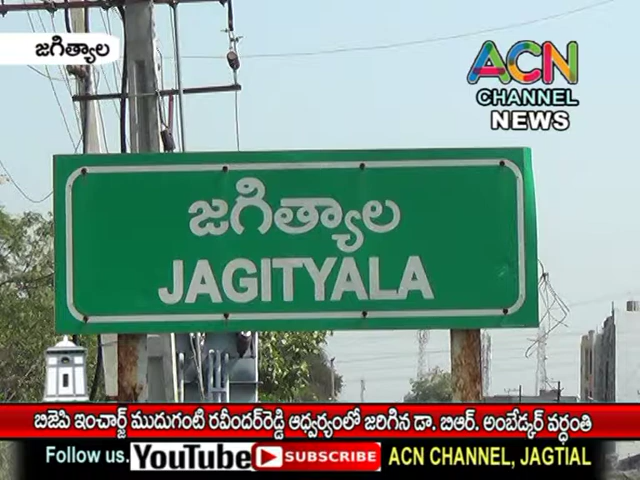 జగిత్యాల
ACN
CHANNEL
NEWS
జగిత్యాల
JAGITYALA
బిజెపి ఇంచార్జ్ ముదుగంటి రవీందర్‌రెడ్డి ఆధ్వర్యంలో జరిగిన డా. బిఆర్. అంబేడ్కర్ వర్ధంతి
Follow us. YouTube SUBSCRIBE ACN CHANNEL, JAGTIAL